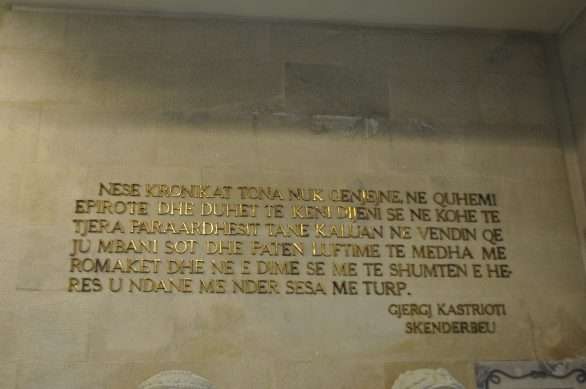 NESE KRONIKAT TONA NUK GENJEJNE, NE QUHEMI
EPIROTE DHE DUHET TE KENI DIJENI SE NE KOHE TE
TJERA PARAARDHESIT TANE KALUAN NE VENDIN QE
JU MBANI SOT DHE PATEN LUFTIME TE MEDHA ME
ROMAKET DHE NE E DIME SE ME TE SHUMTEN E HE-
RES U NDANE ME NDER SESA ME TURP.
GJERGJ KASTRIOTI
SKENDERBEU